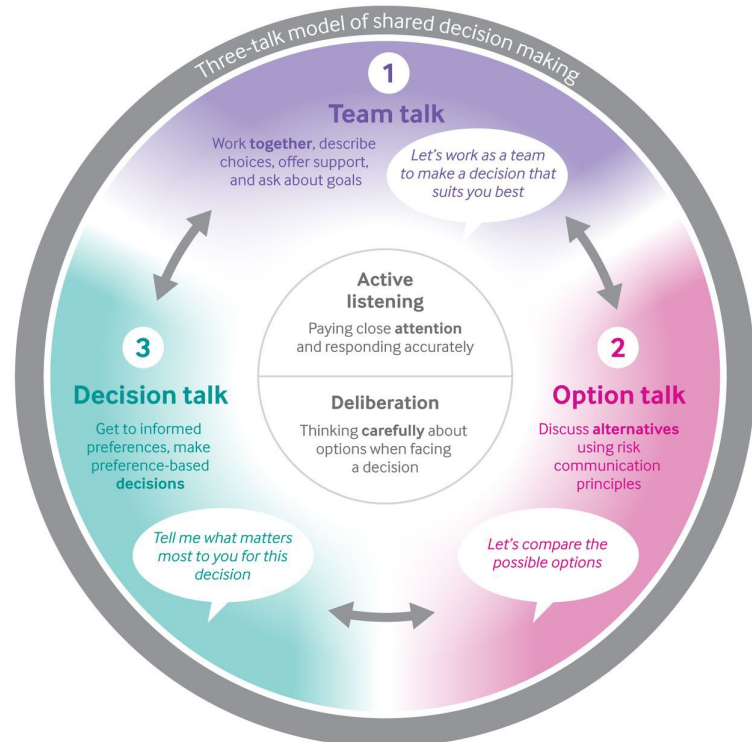 Three-talk model of shared decision making
1
Team talk
Work together, describe
choices, offer support,
and ask about goals
Let's work as a team
to make a decision that
suits you best
Active
listening
Paying close attention
and responding accurately
Deliberation
Thinking carefully about
options when facing
a decision
2
Option talk
Discuss alternatives
using risk
communication
principles
Let's compare the
possible options
3
Decision talk
Get to informed
preferences, make
preference-based
decisions
Tell me what matters
most to you for this
decision